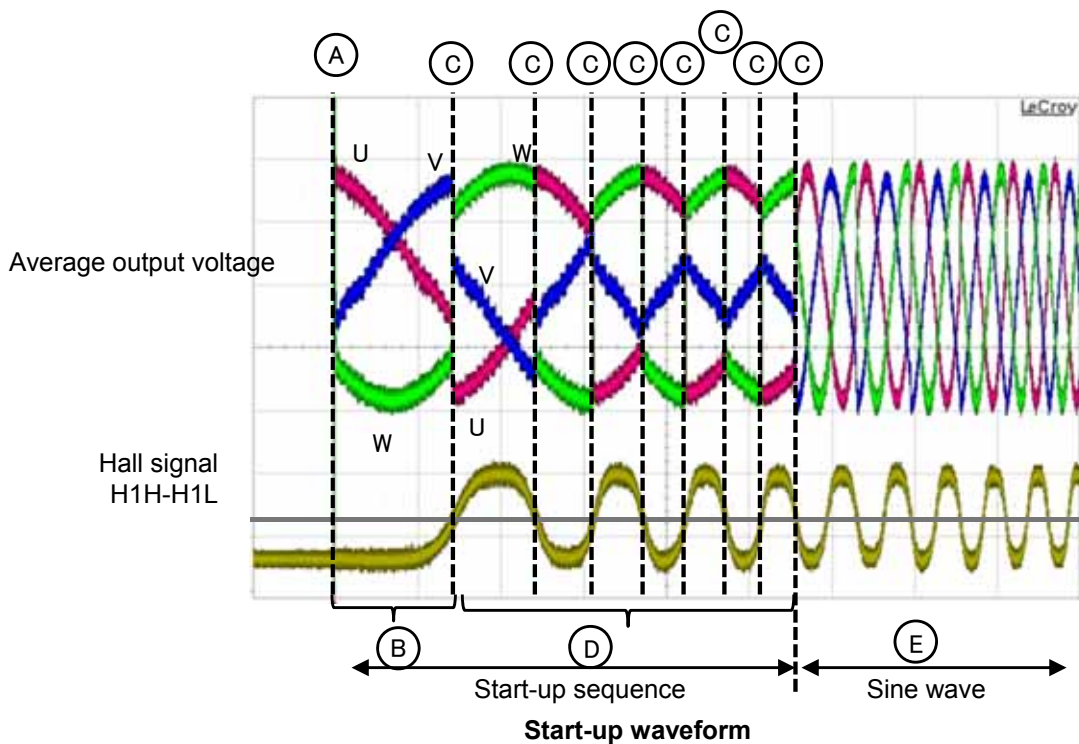 C
A C C C C C C C
LeCroy
U V W
Average output voltage
V
W U
Hall signal
H1H-H1L
B D E
Start-up sequence Sine wave
Start-up waveform